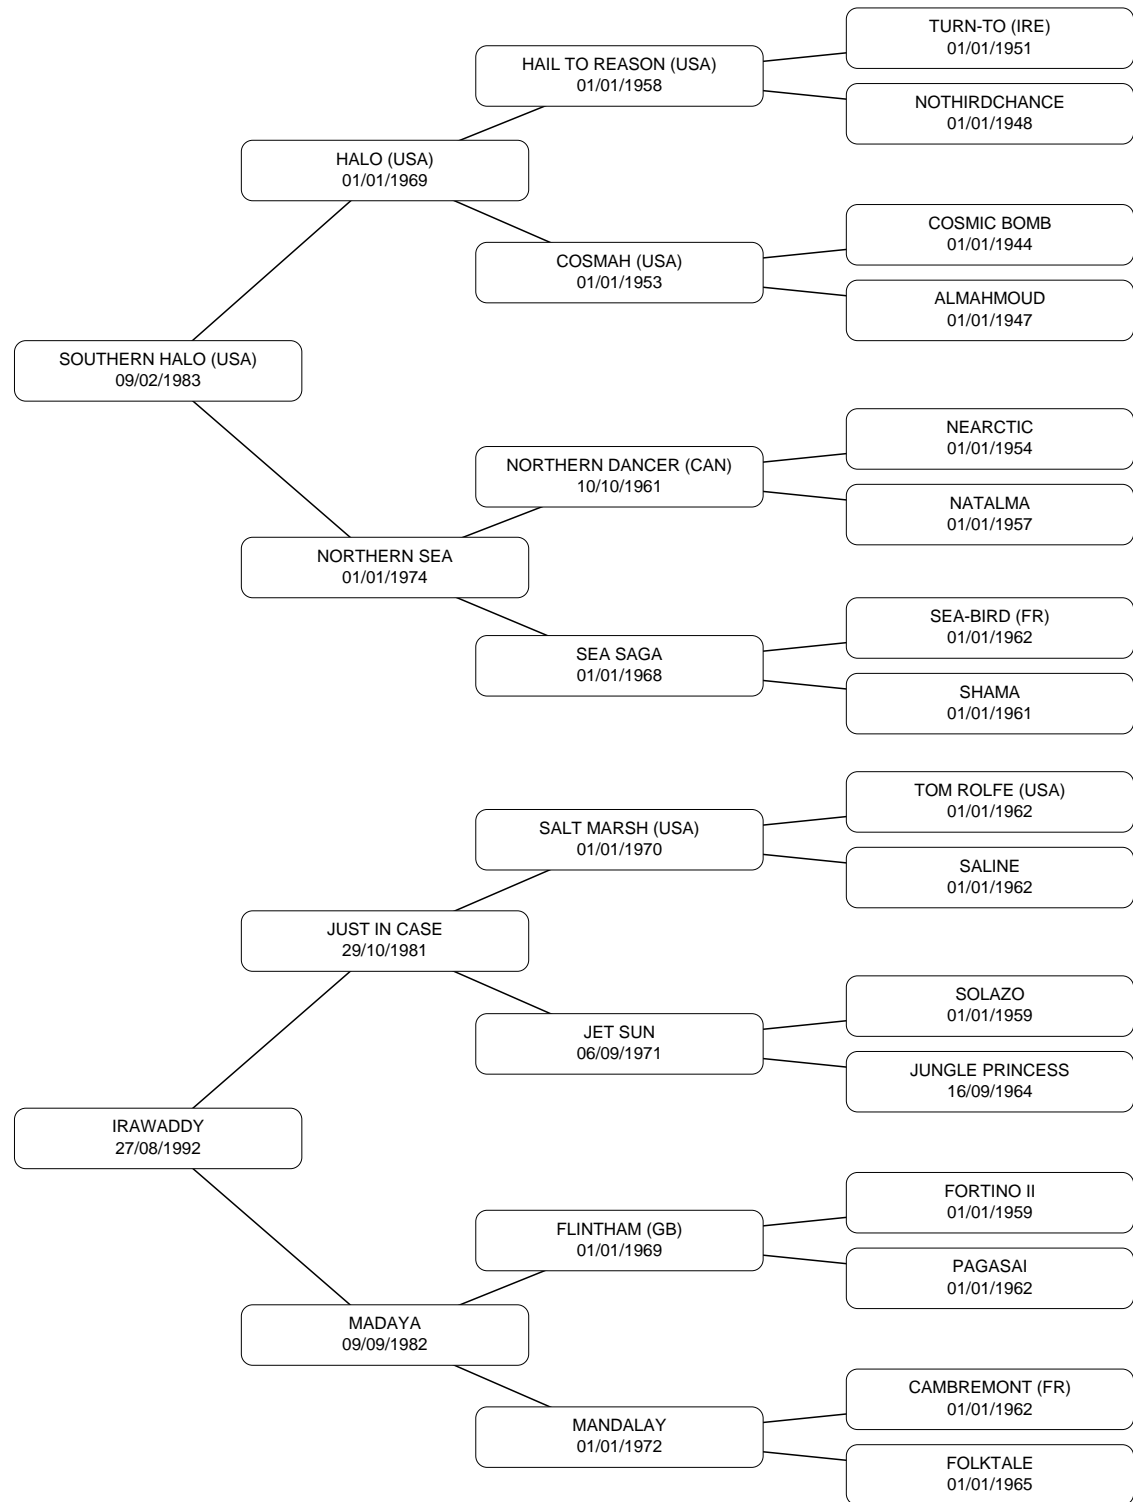 TURN-TO (IRE)
01/01/1951
HAIL TO REASON (USA)
01/01/1958
NOTHIRDCHANCE
01/01/1948
HALO (USA)
01/01/1969
COSMIC BOMB
01/01/1944
COSMAH (USA)
01/01/1953
ALMAHMOUD
01/01/1947
SOUTHERN HALO (USA)
09/02/1983
NEARCTIC
01/01/1954
NORTHERN DANCER (CAN)
10/10/1961
NATALMA
01/01/1957
NORTHERN SEA
01/01/1974
SEA-BIRD (FR)
01/01/1962
SEA SAGA
01/01/1968
SHAMA
01/01/1961
TOM ROLFE (USA)
01/01/1962
SALT MARSH (USA)
01/01/1970
SALINE
01/01/1962
JUST IN CASE
29/10/1981
SOLAZO
01/01/1959
JET SUN
06/09/1971
JUNGLE PRINCESS
16/09/1964
IRAWADDY
27/08/1992
FORTINO II
01/01/1959
FLINTHAM (GB)
01/01/1969
PAGASAI
01/01/1962
MADAYA
09/09/1982
CAMBREMONT (FR)
01/01/1962
MANDALAY
01/01/1972
FOLKTALE
01/01/1965